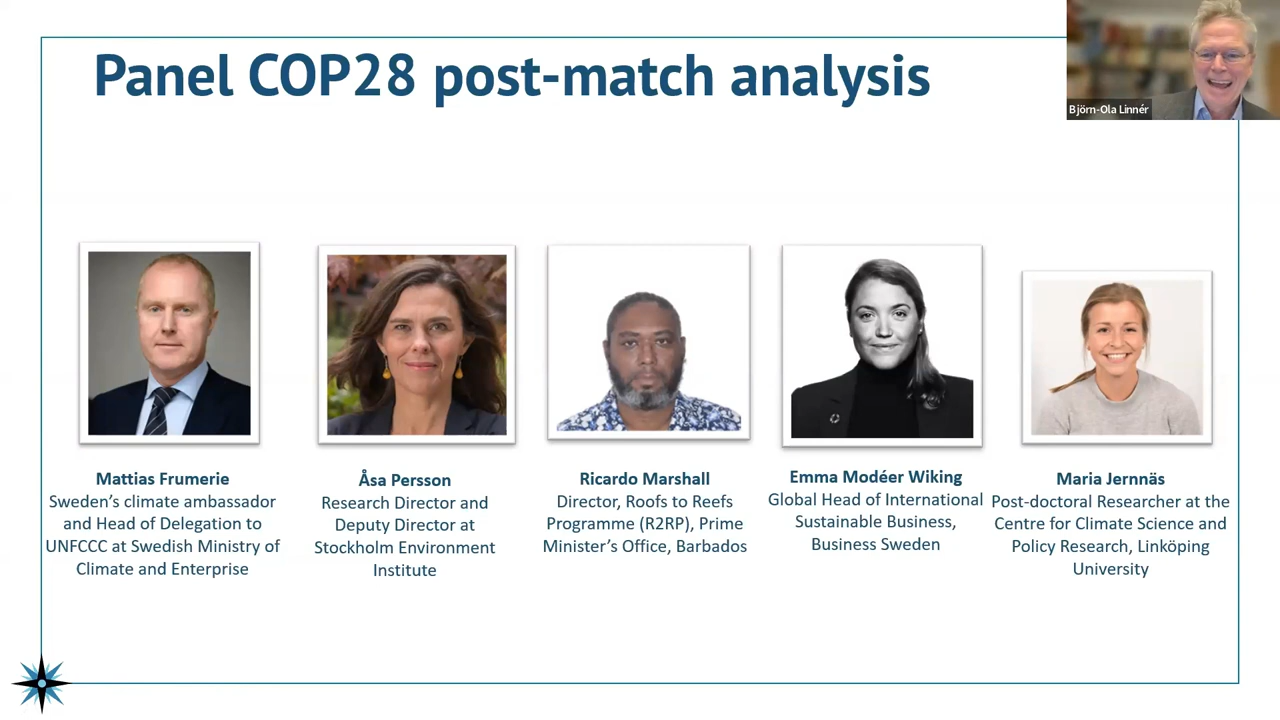 Panel COP28 post-match analysis
Björn-Ola Linnér
Mattias Frumerie
Sweden's climate ambassador
and Head of Delegation to
UNFCCC at Swedish Ministry of
Climate and Enterprise
Åsa Persson
Research Director and
Deputy Director at
Stockholm Environment
Institute
Ricardo Marshall
Director, Roofs to Reefs
Programme (R2RP), Prime
Minister's Office, Barbados
Emma Modéer Wiking
Global Head of International
Sustainable Business,
Business Sweden
Maria Jernnäs
Post-doctoral Researcher at the
Centre for Climate Science and
Policy Research, Linköping
University